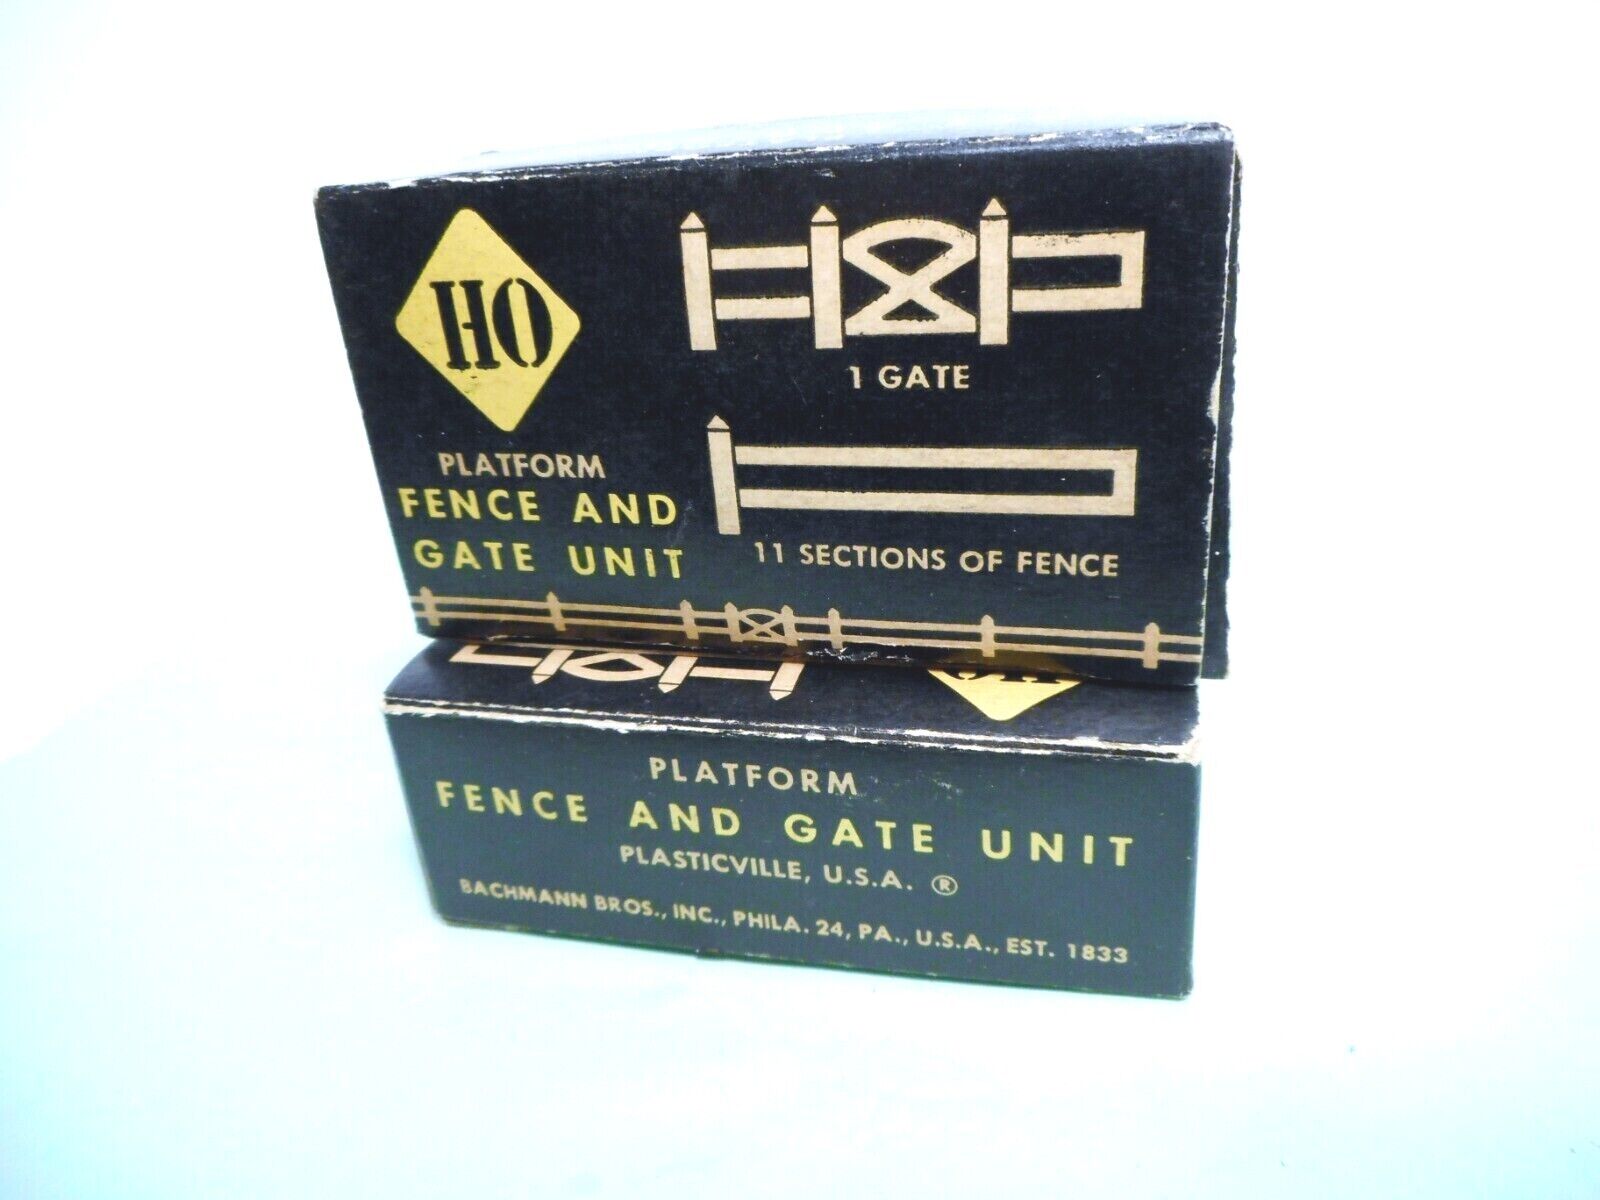 HO
PLATFORM
FENCE AND
GATE UNIT
1 GATE
11 SECTIONS OF FENCE
PLATFORM
FENCE AND GATE UNIT
PLASTICVILLE, U.S.A. ®
BACHMANN BROS., INC., PHILA. 24, PA., U.S.A., EST. 1833